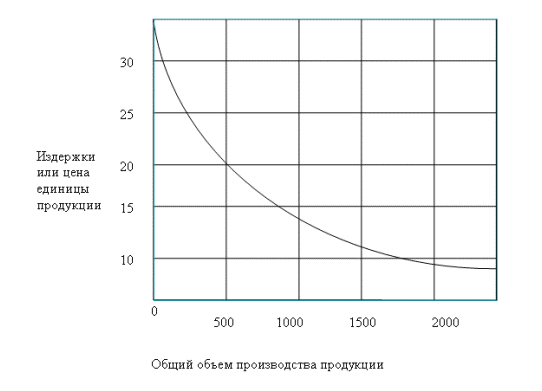 30
25
20
15
10
Издержки
или цена
единицы
продукции
0
500
1000
1500
2000
Общий объем производства продукции